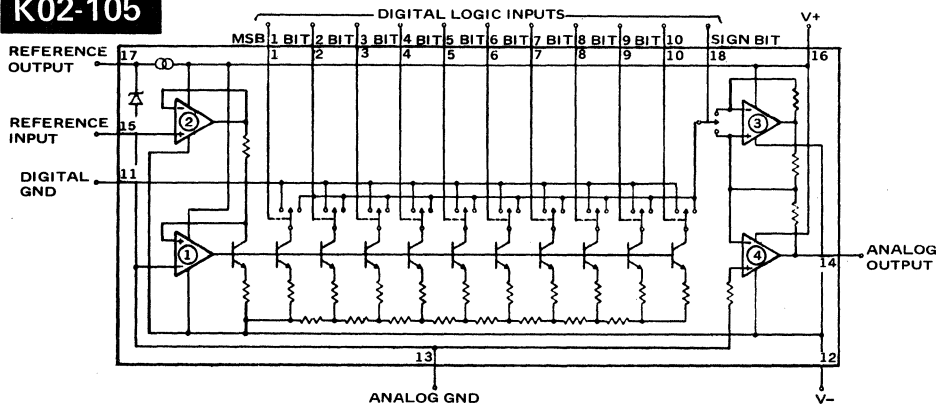 K02-105
DIGITAL LOGIC INPUTS
V+
MSB 1 BIT 2 BIT 3 BIT 4 BIT 5 BIT 6 BIT 7 BIT 8 BIT 9 BIT 10 SIGN BIT
REFERENCE OUTPUT 17 1 2 3 4 5 6 7 8 9 10 18 16
REFERENCE INPUT 15 2 3
DIGITAL GND 11
1 4 14 ANALOG OUTPUT
13 12
ANALOG GND V-